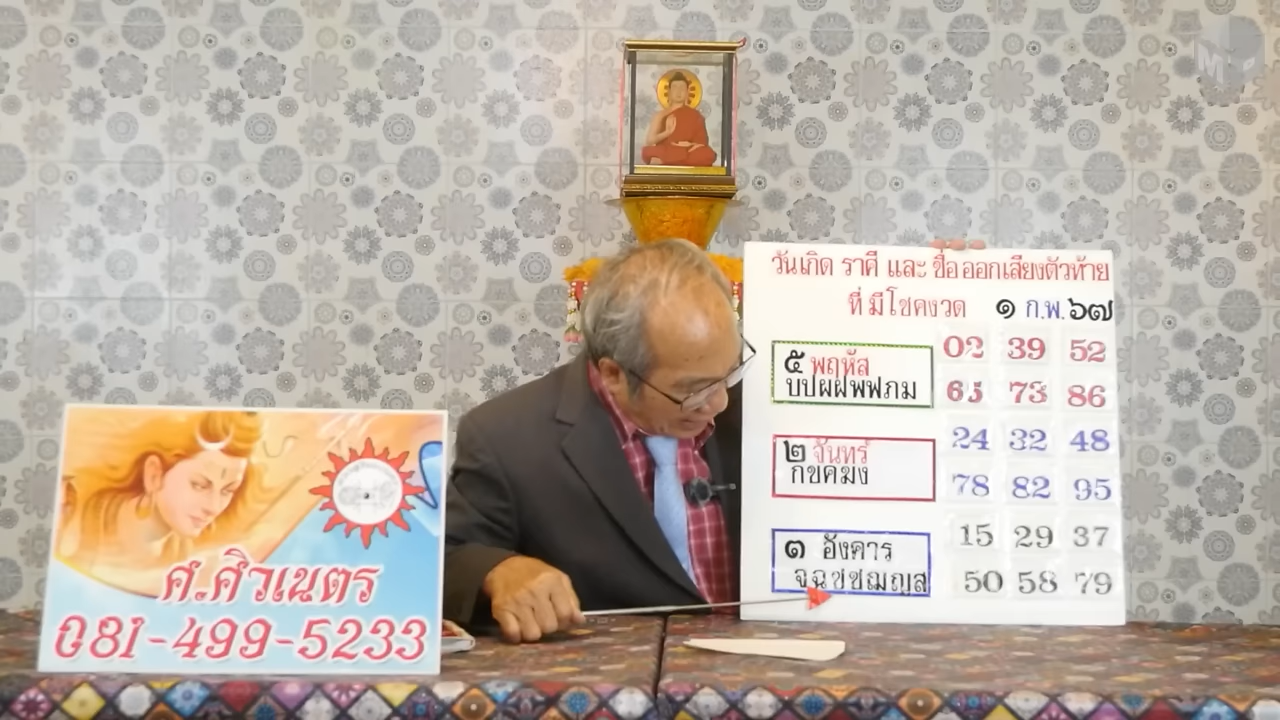 วันเกิด ราศี และ ชื่อออกเสียงตัวท้าย
ที่มีโชคงวด ๑ ก.พ.๖๗
๕ พฤหัส
บปผฝพฟภม
02 39 52
65 73 86
๒ จันทร์
กขคฆง
24 32 48
78 82 95
๓ อังคาร
จฉชซฌญส
15 29 37
50 58 79
ศ.ศิวเนตร
081-499-5233